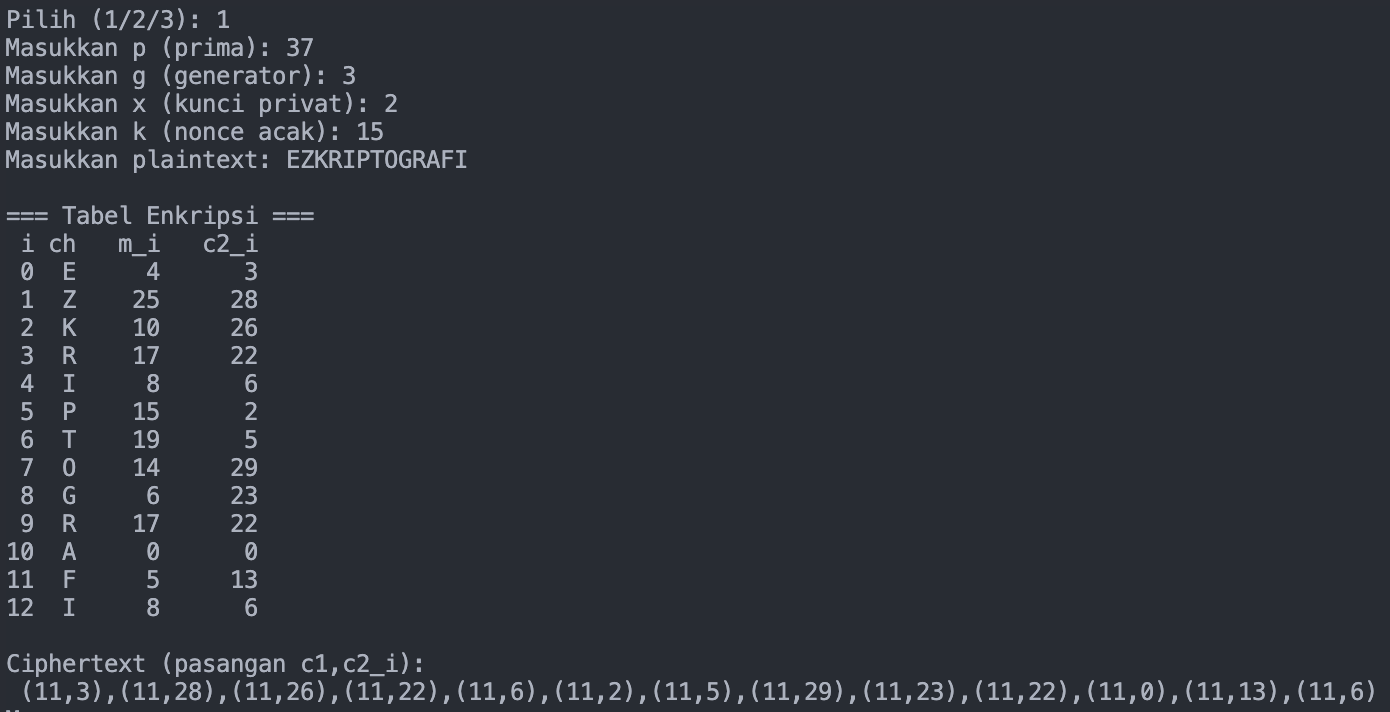 Pilih (1/2/3): 1
Masukkan p (prima): 37
Masukkan g (generator): 3
Masukkan x (kunci privat): 2
Masukkan k (nonce acak): 15
Masukkan plaintext: EZKRIPTOGRAFI
=== Tabel Enkripsi ===
i ch m_i c2_i
0 E 4 3
1 Z 25 28
2 K 10 26
3 R 17 22
4 I 8 6
5 P 15 2
6 T 19 5
7 O 14 29
8 G 6 23
9 R 17 22
10 A 0 0
11 F 5 13
12 I 8 6
Ciphertext (pasangan c1,c2_i):
(11,3),(11,28),(11,26),(11,22),(11,6),(11,2),(11,5),(11,29),(11,23),(11,22),(11,0),(11,13),(11,6)